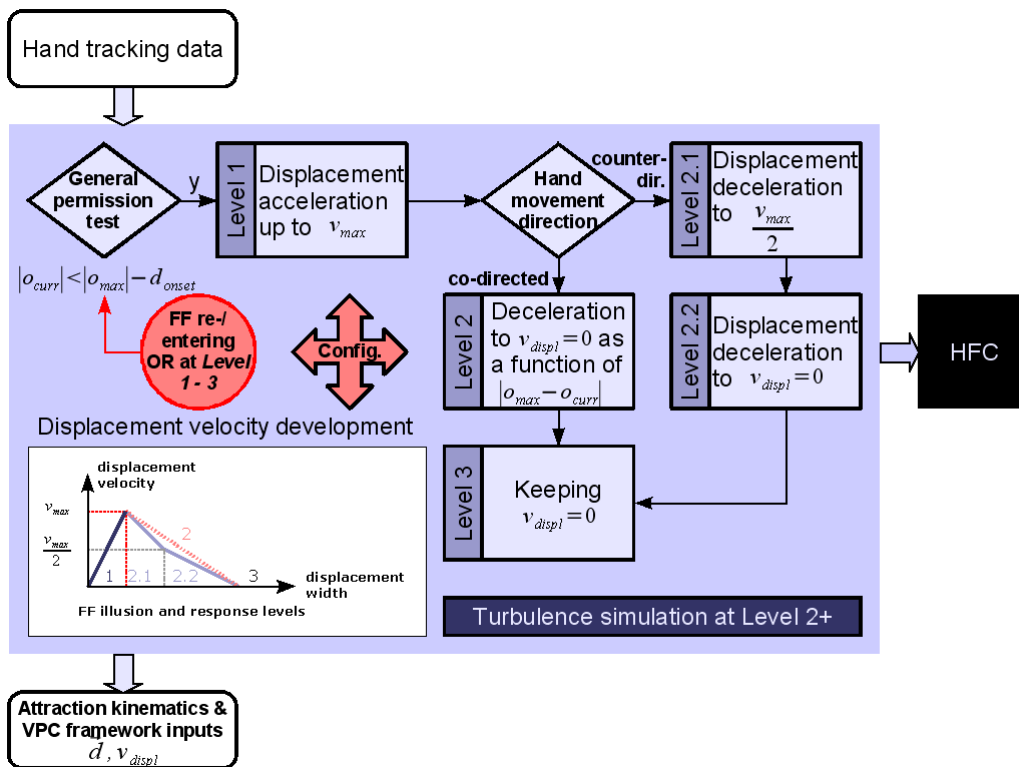 Hand tracking data
General
permission
test
y
Level 1
Displacement
acceleration
up to v_max
Hand
movement
direction
counter-
dir.
Level 2.1
Displacement
deceleration
to v_max/2
|o_curr|<|o_max|−d_onset
FF re-/
entering
OR at Level
1 - 3
Config.
co-directed
Level 2
Deceleration
to v_displ=0 as
a function of
|o_max−o_curr|
Level 2.2
Displacement
deceleration
to v_displ=0
HFC
Displacement velocity development
displacement
velocity
v_max
v_max/2
2
1
2.1
2.2
3
displacement
width
FF illusion and response levels
Level 3
Keeping
v_displ=0
Turbulence simulation at Level 2+
Attraction kinematics &
VPC framework inputs
d, v_displ